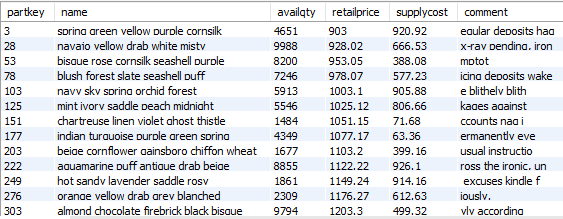 partkey name availqty retailprice supplycost comment
3 spring green yellow purple cornsilk 4651 903 920.92 egular deposits hag
28 navajo yellow drab white misty 9988 928.02 666.53 x-ray pending, iron
53 bisque rose cornsilk seashell purple 8200 953.05 388.08 mptot
78 blush forest slate seashell puff 7246 978.07 577.23 icing deposits wake
103 navy sky spring orchid forest 5913 1003.1 905.88 e blithely blith
125 mint ivory saddle peach midnight 5546 1025.12 806.66 kages against
151 chartreuse linen violet ghost thistle 1484 1051.15 71.68 ccounts nag i
177 indian turquoise purple green spring 4349 1077.17 63.36 ermanently eve
203 beige cornflower gainsboro chiffon wheat 1677 1103.2 399.16 usual instructio
222 aquamarine puff antique drab beige 8855 1122.22 926.1 ross the ironic, un
249 hot sandy lavender saddle rosy 1861 1149.24 914.16 excuses kindle f
276 orange yellow drab grey blanched 2309 1176.27 612.63 iously.
303 almond chocolate firebrick black bisque 9794 1203.3 499.32 yly according